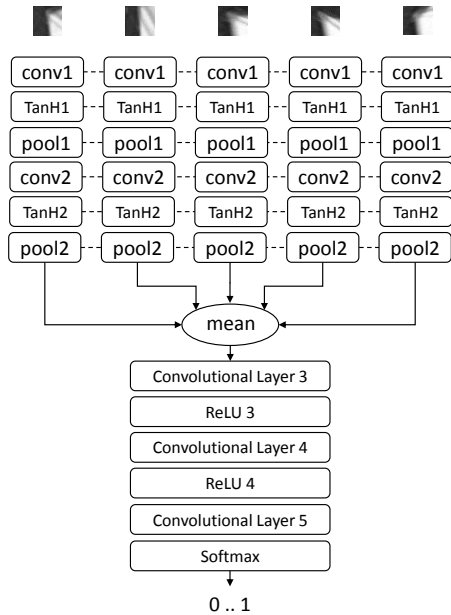 conv1 conv1 conv1 conv1 conv1
TanH1 TanH1 TanH1 TanH1 TanH1
pool1 pool1 pool1 pool1 pool1
conv2 conv2 conv2 conv2 conv2
TanH2 TanH2 TanH2 TanH2 TanH2
pool2 pool2 pool2 pool2 pool2
mean
Convolutional Layer 3
ReLU 3
Convolutional Layer 4
ReLU 4
Convolutional Layer 5
Softmax
0 .. 1